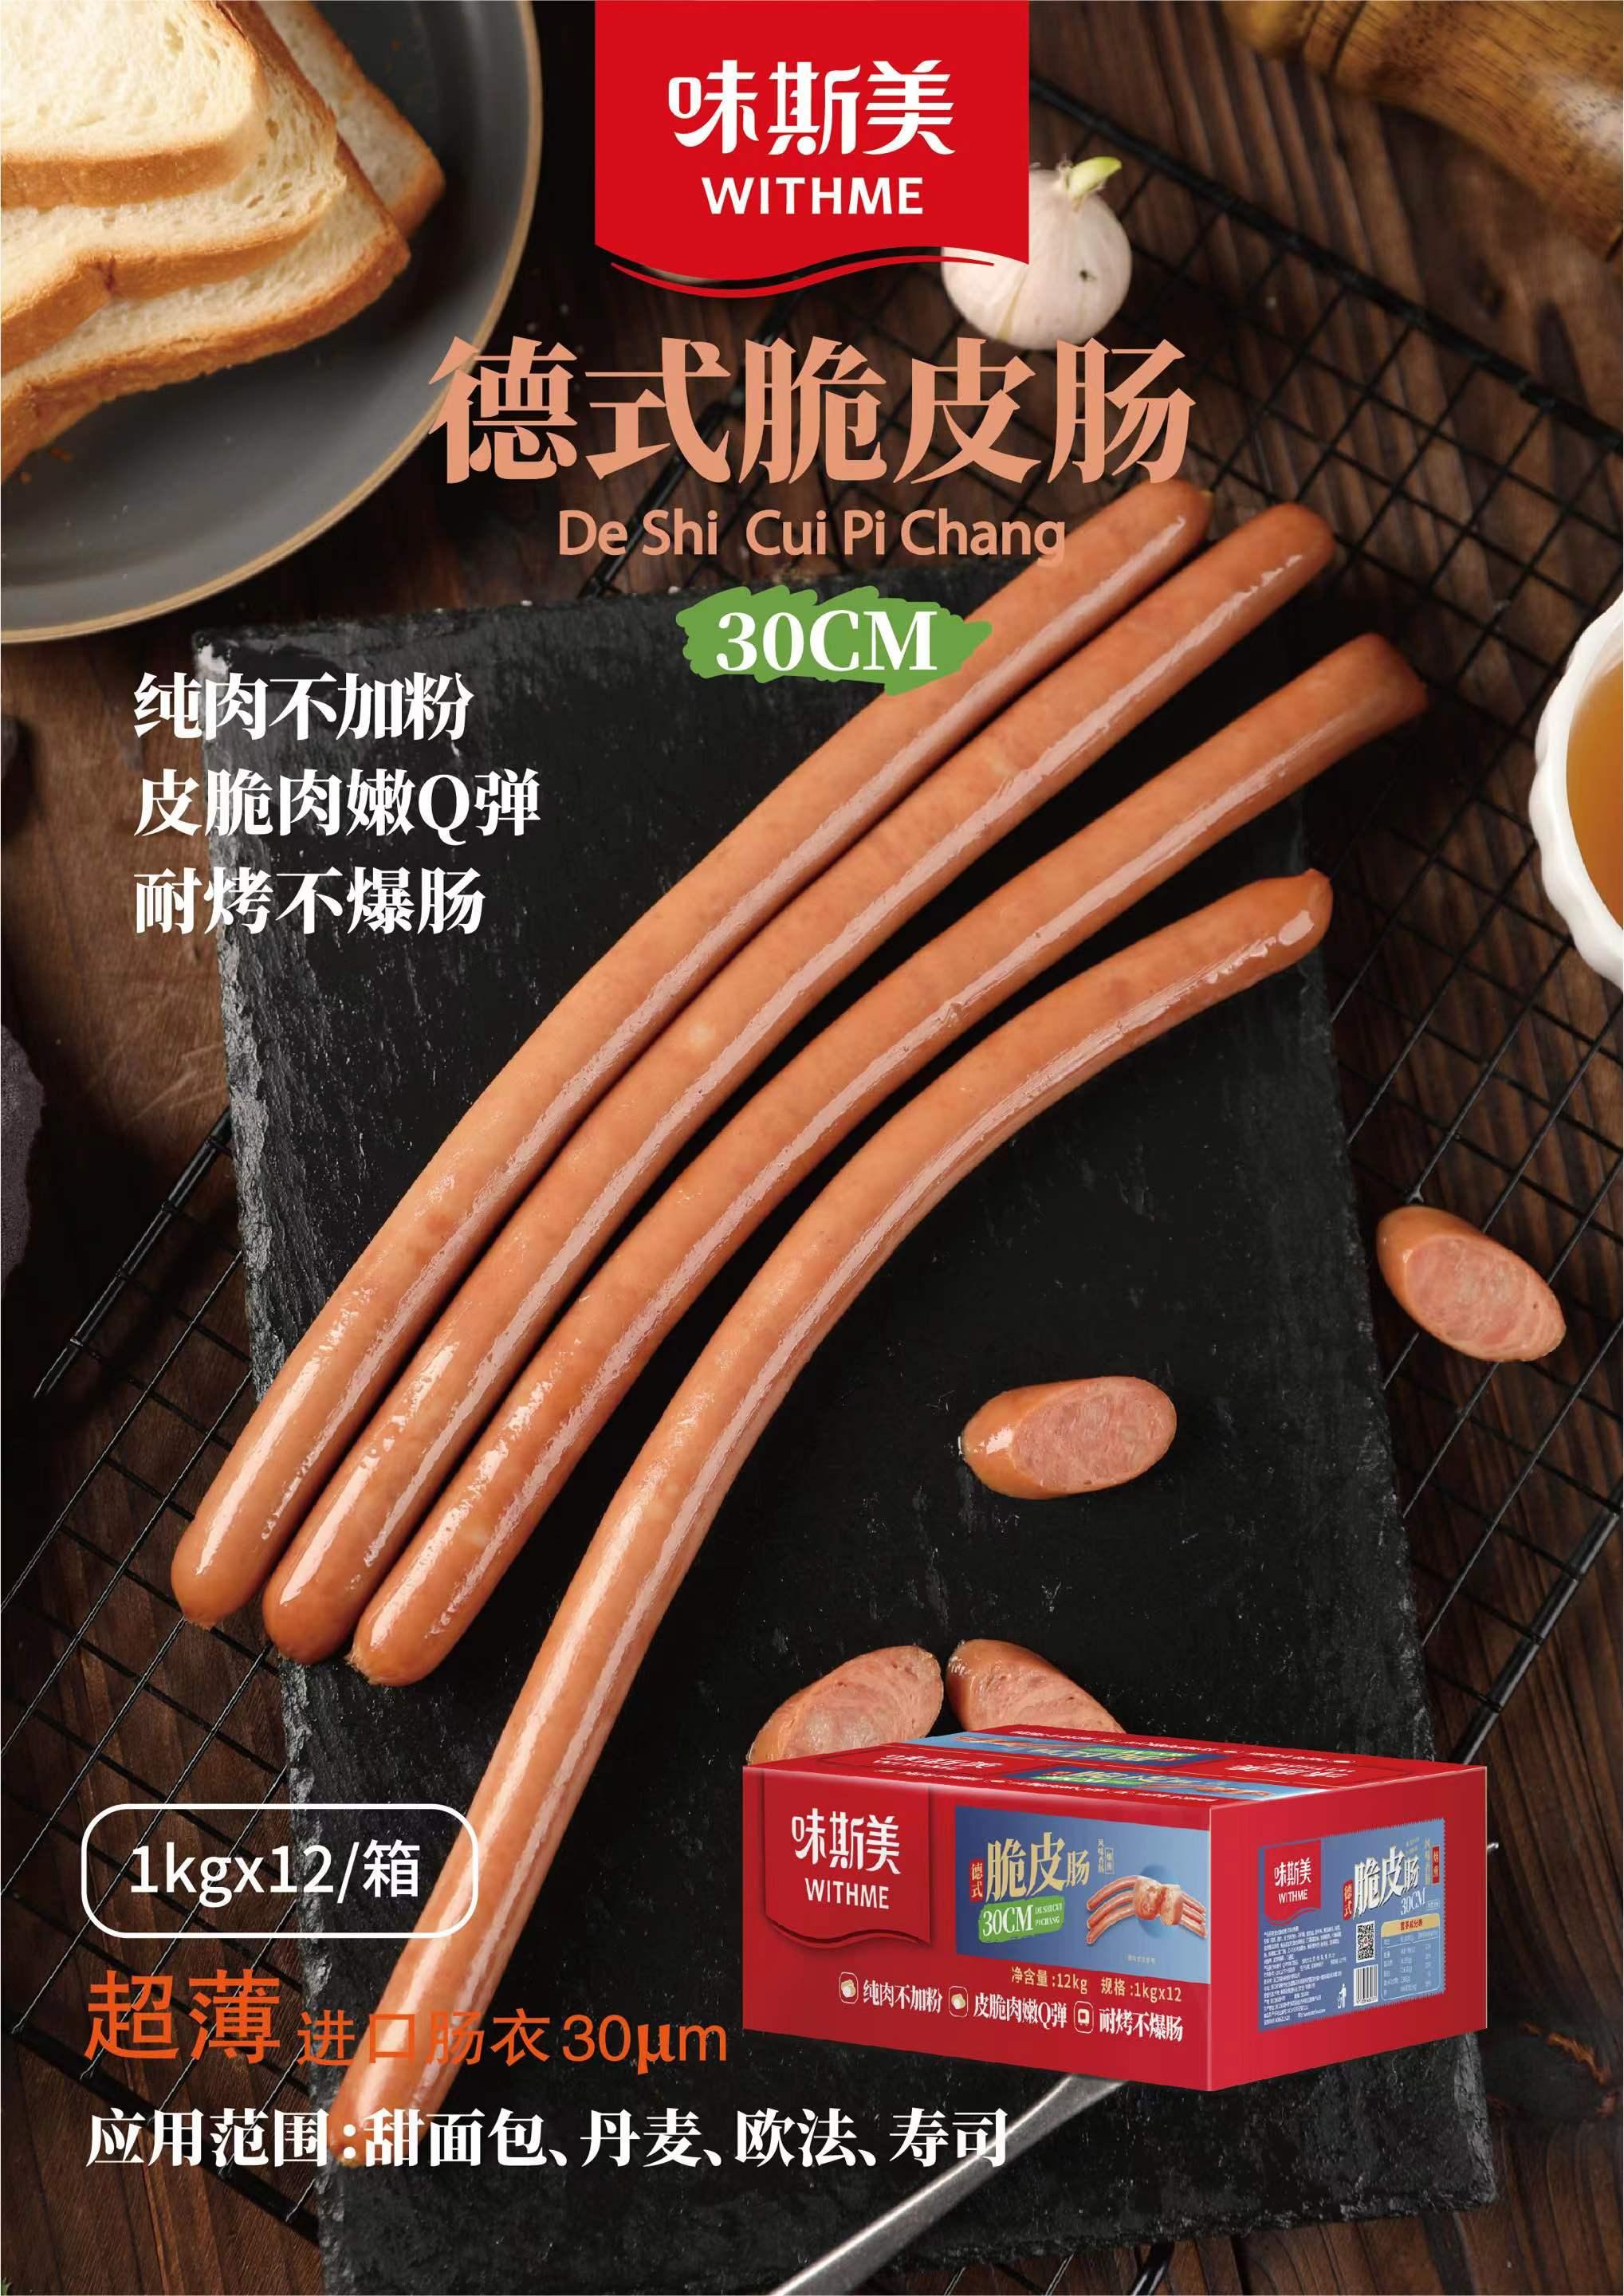 味斯美
WITHME
德式脆皮肠
De Shi Cui Pi Chang
30CM
纯肉不加粉
皮脆肉嫩Q弹
耐烤不爆肠
1kgx12/箱
超薄进口肠衣30μm
应用范围:甜面包、丹麦、欧法、寿司
味斯美
WITHME
德式脆皮肠
30CM
净含量:12kg 规格:1kgx12
纯肉不加粉 皮脆肉嫩Q弹 耐烤不爆肠
味斯美
WITHME
德式脆皮肠
30CM